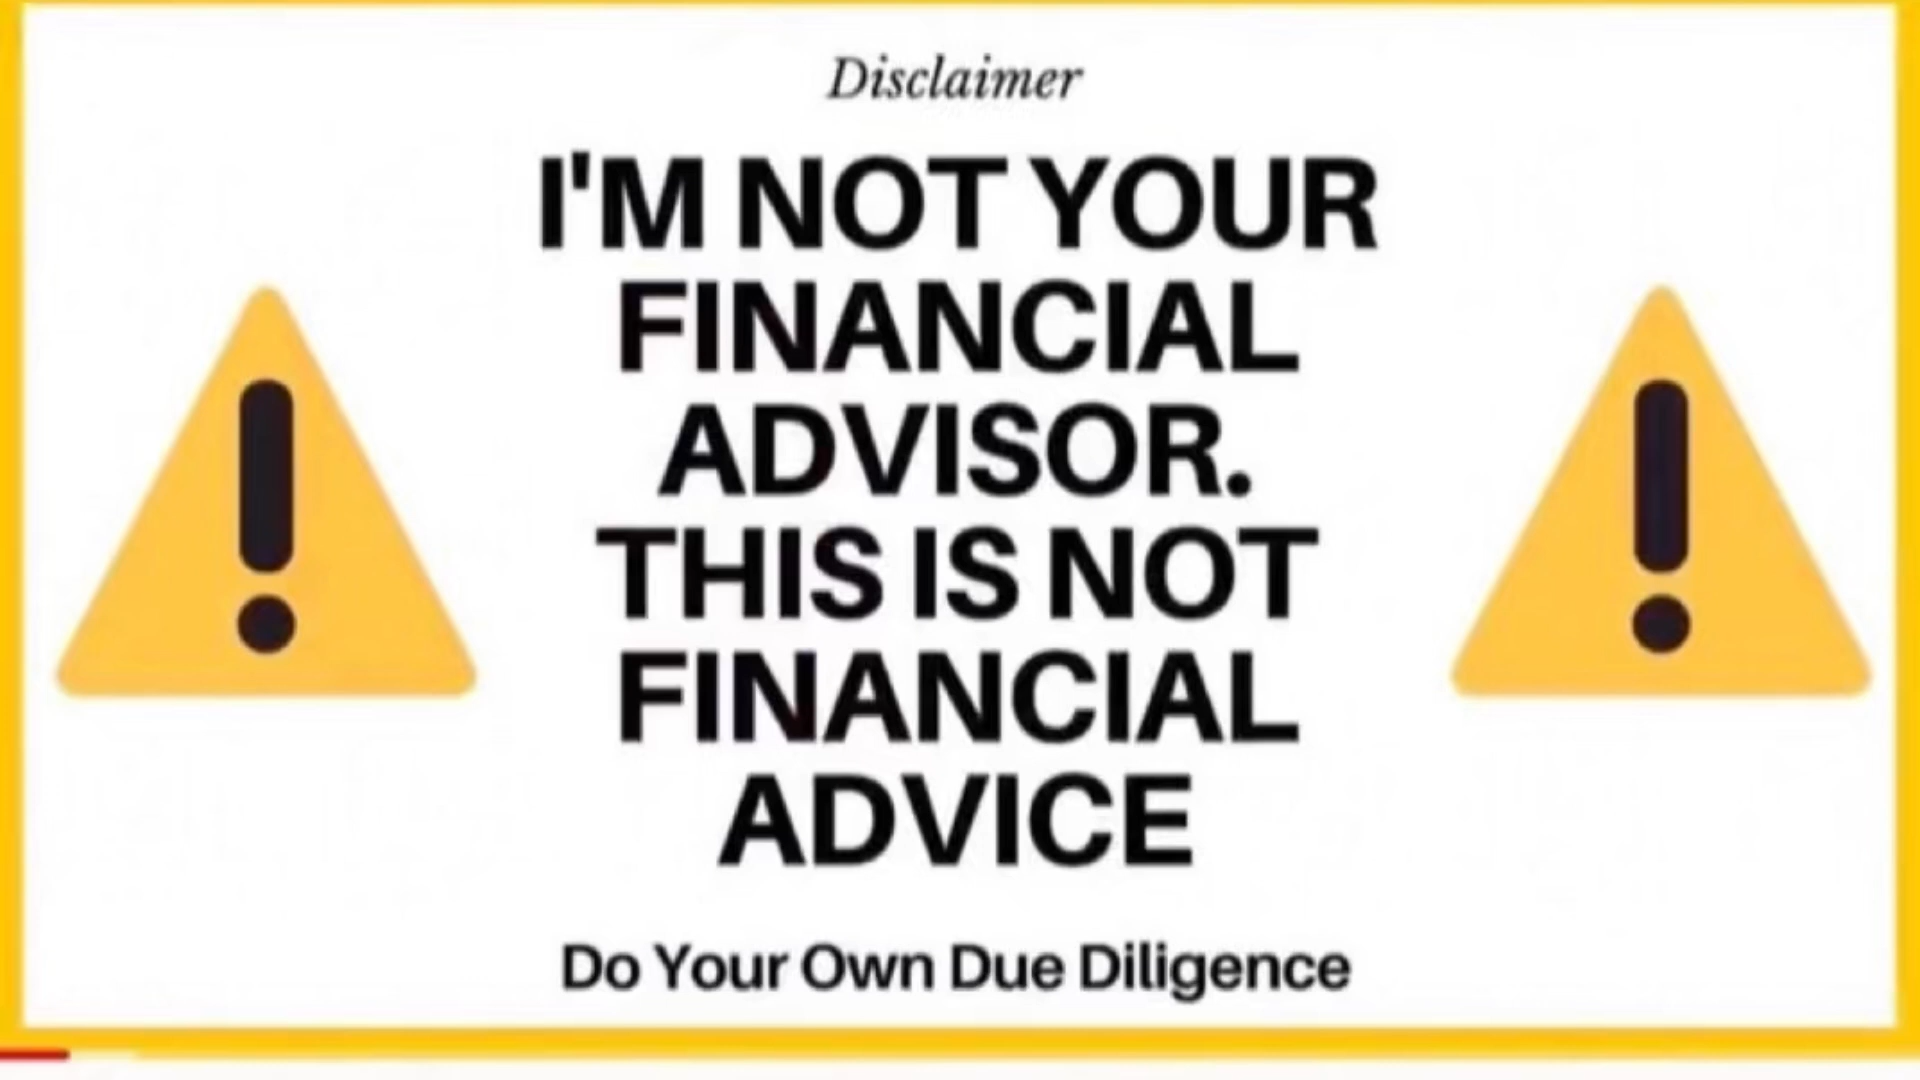 Disclaimer
I'M NOT YOUR
FINANCIAL
ADVISOR.
THIS IS NOT
FINANCIAL
ADVICE
Do Your Own Due Diligence